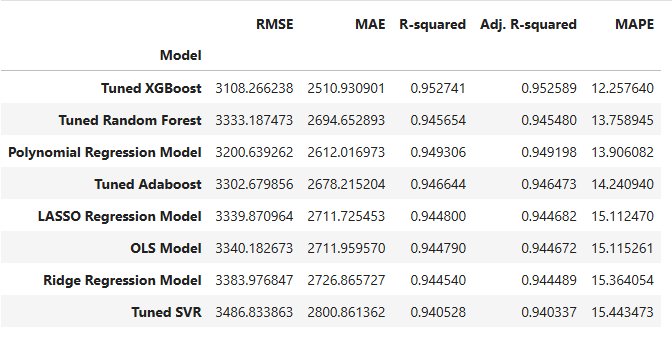 RMSE MAE R-squared Adj. R-squared MAPE
Model
Tuned XGBoost 3108.266238 2510.930901 0.952741 0.952589 12.257640
Tuned Random Forest 3333.187473 2694.652893 0.945654 0.945480 13.758945
Polynomial Regression Model 3200.639262 2612.016973 0.949306 0.949198 13.906082
Tuned Adaboost 3302.679856 2678.215204 0.946644 0.946473 14.240940
LASSO Regression Model 3339.870964 2711.725453 0.944800 0.944682 15.112470
OLS Model 3340.182673 2711.959570 0.944790 0.944672 15.115261
Ridge Regression Model 3383.976847 2726.865727 0.944540 0.944489 15.364054
Tuned SVR 3486.833863 2800.861362 0.940528 0.940337 15.443473